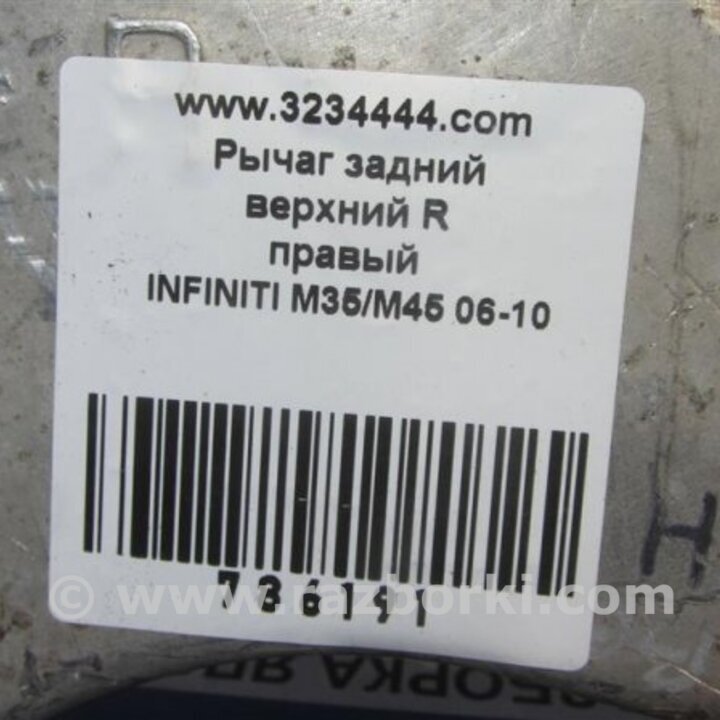 www.3234444.com
Рычаг задний
верхний R
правый
INFINITI M35/M45 06-10
© www.razborki.com